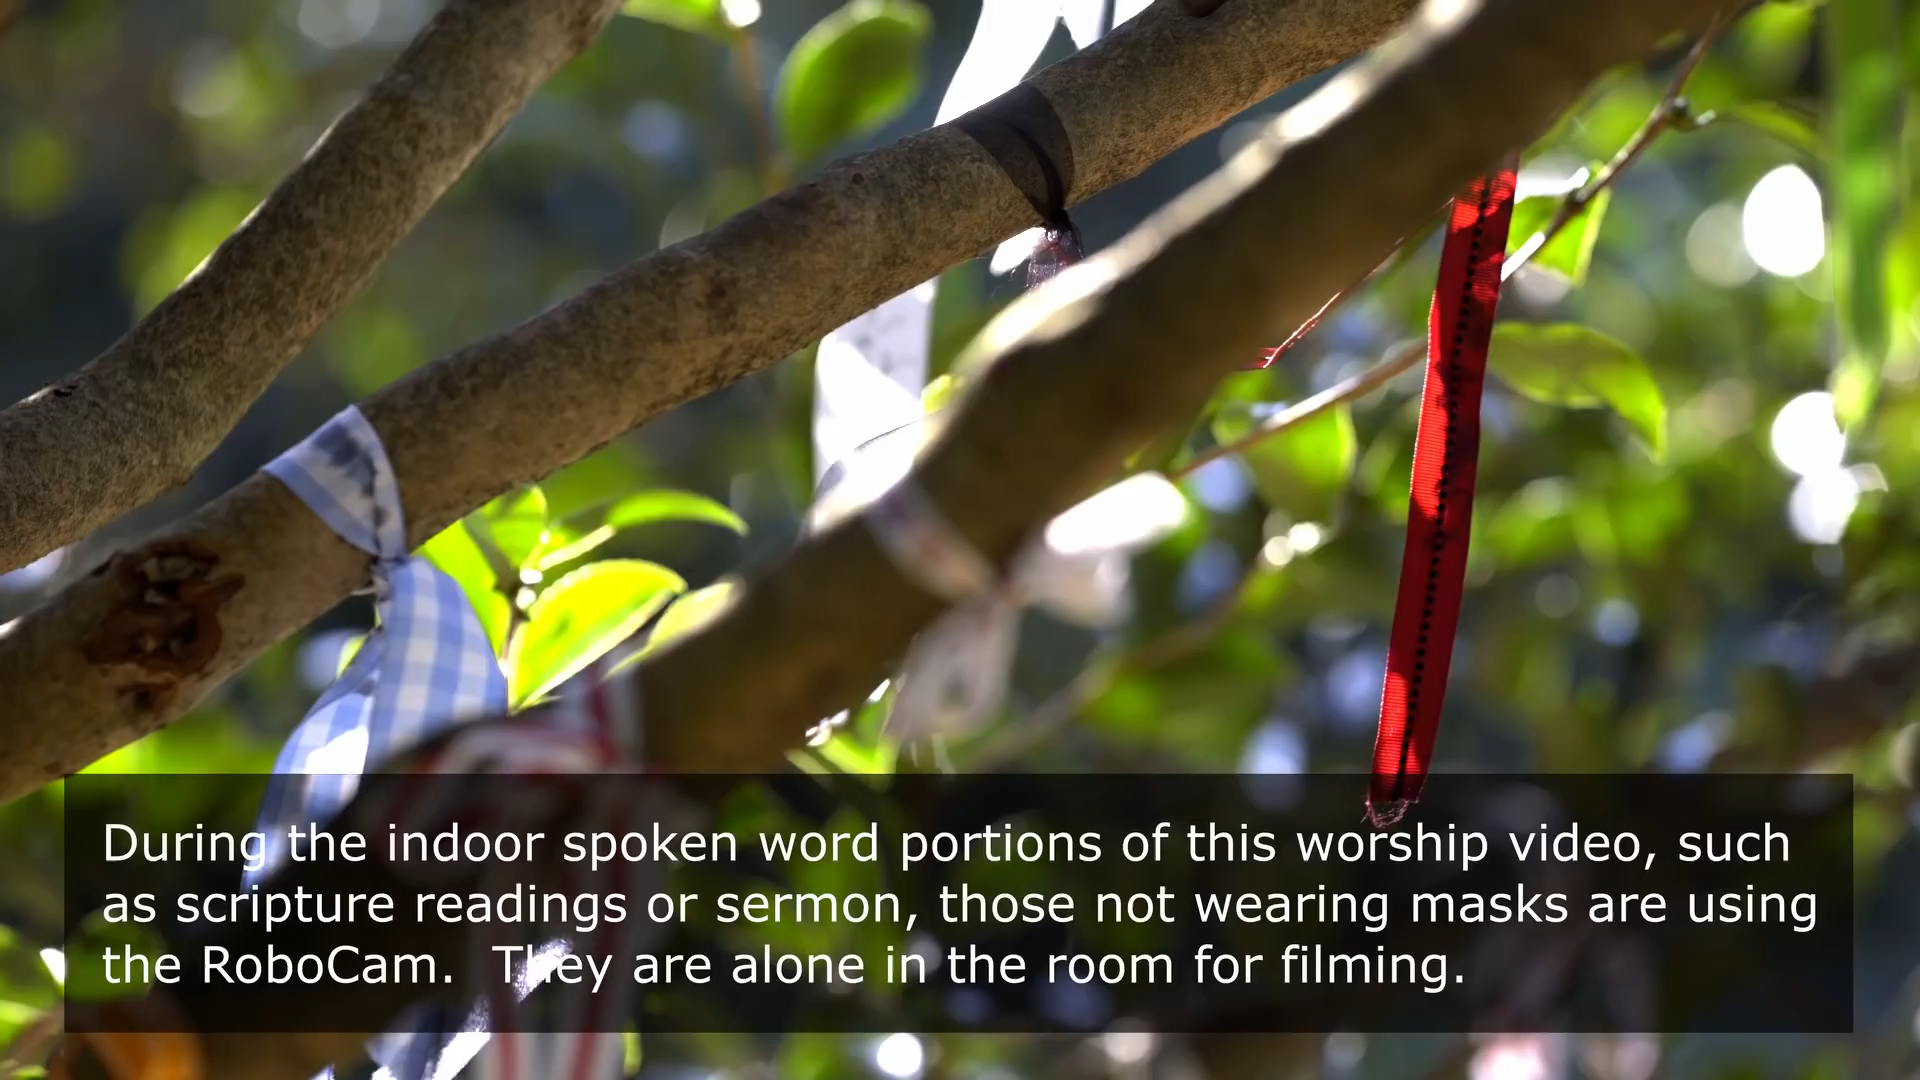 During the indoor spoken word portions of this worship video, such
as scripture readings or sermon, those not wearing masks are using
the RoboCam.  They are alone in the room for filming.